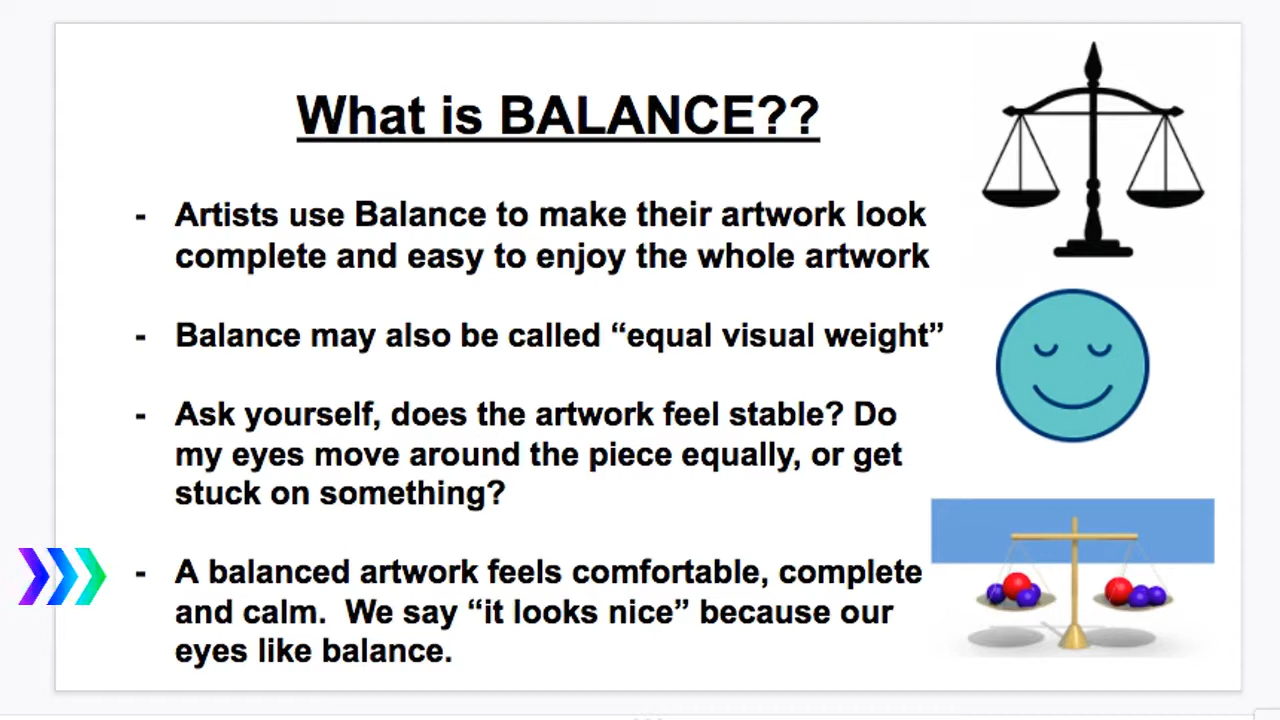 What is BALANCE??
- Artists use Balance to make their artwork look
complete and easy to enjoy the whole artwork
- Balance may also be called “equal visual weight”
- Ask yourself, does the artwork feel stable? Do
my eyes move around the piece equally, or get
stuck on something?
- A balanced artwork feels comfortable, complete
and calm.  We say “it looks nice” because our
eyes like balance.